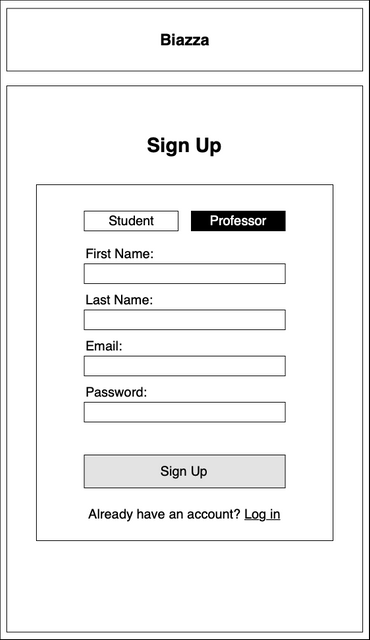 Biazza
Sign Up
Student
Professor
First Name:
Last Name:
Email:
Password:
Sign Up
Already have an account? Log in